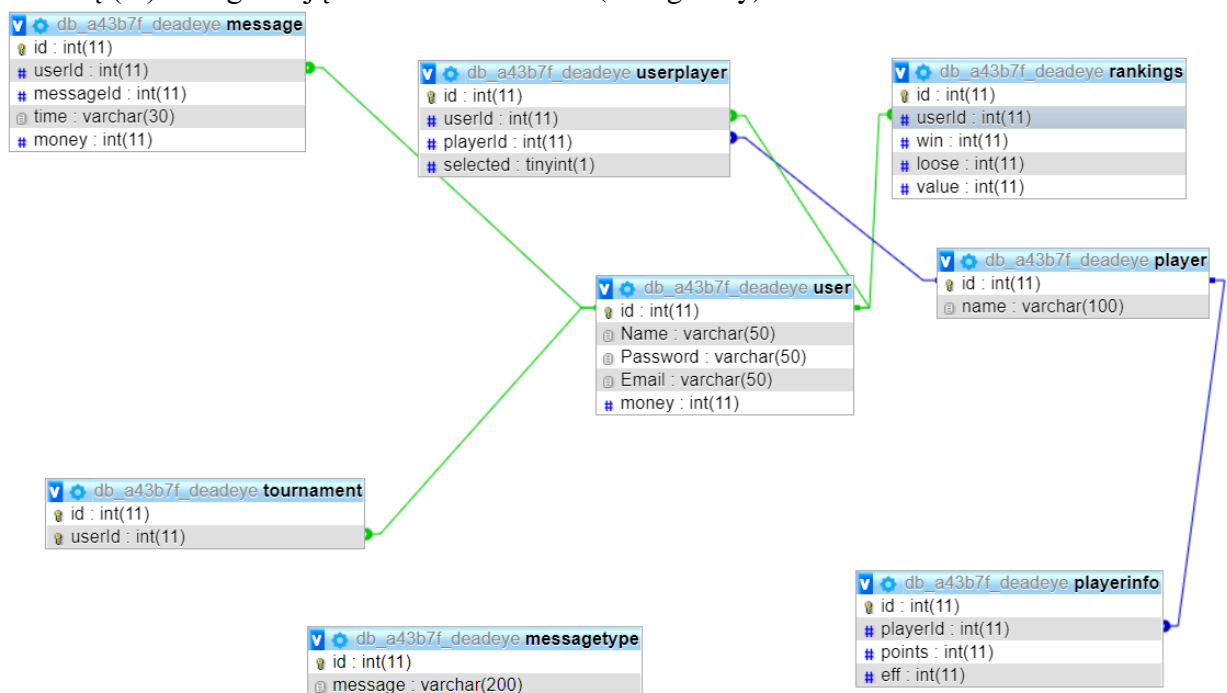 db_a43b7f_deadeye message
id : int(11)
userId : int(11)
messageId : int(11)
time : varchar(30)
money : int(11)
db_a43b7f_deadeye userplayer
id : int(11)
userId : int(11)
playerId : int(11)
selected : tinyint(1)
db_a43b7f_deadeye rankings
id : int(11)
userId : int(11)
win : int(11)
loose : int(11)
value : int(11)
db_a43b7f_deadeye player
id : int(11)
name : varchar(100)
db_a43b7f_deadeye user
id : int(11)
Name : varchar(50)
Password : varchar(50)
Email : varchar(50)
money : int(11)
db_a43b7f_deadeye tournament
id : int(11)
userId : int(11)
db_a43b7f_deadeye playerinfo
id : int(11)
playerId : int(11)
points : int(11)
eff : int(11)
db_a43b7f_deadeye messagetype
id : int(11)
message : varchar(200)